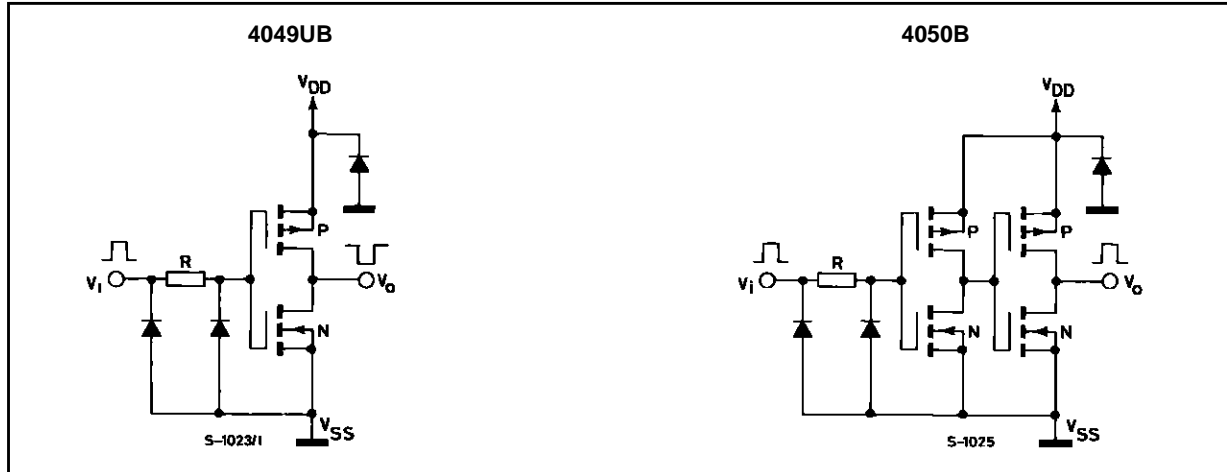 4049UB
VDD
P
R
VI
Vo
N
VSS
S-1023/1
4050B
VDD
P
P
R
Vi
Vo
N
N
VSS
S-1025